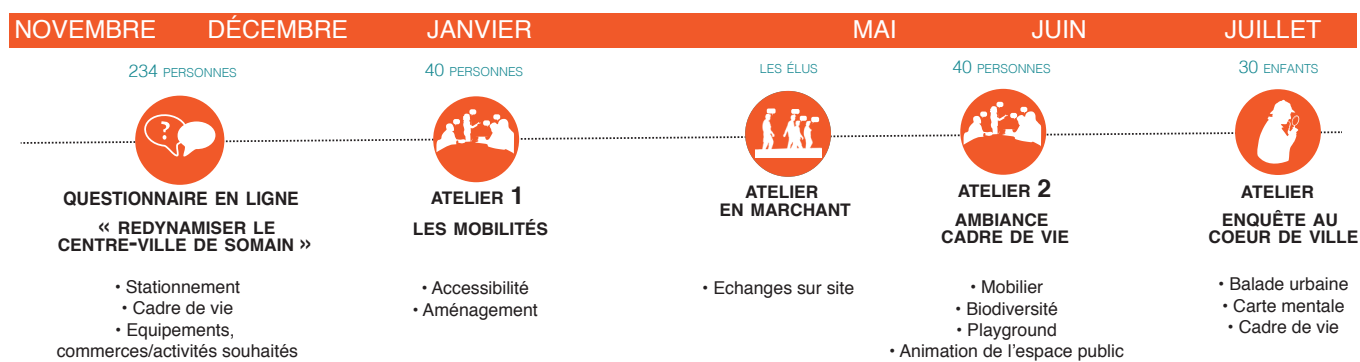 NOVEMBRE DÉCEMBRE JANVIER MAI JUIN JUILLET
234 PERSONNES
?
QUESTIONNAIRE EN LIGNE
« REDYNAMISER LE
CENTRE-VILLE DE SOMAIN »
• Stationnement
• Cadre de vie
• Equipements,
commerces/activités souhaités
40 PERSONNES
ATELIER 1
LES MOBILITÉS
• Accessibilité
• Aménagement
LES ÉLUS
ATELIER
EN MARCHANT
• Echanges sur site
40 PERSONNES
ATELIER 2
AMBIANCE
CADRE DE VIE
• Mobilier
• Biodiversité
• Playground
• Animation de l'espace public
30 ENFANTS
ATELIER
ENQUÊTE AU
COEUR DE VILLE
• Balade urbaine
• Carte mentale
• Cadre de vie